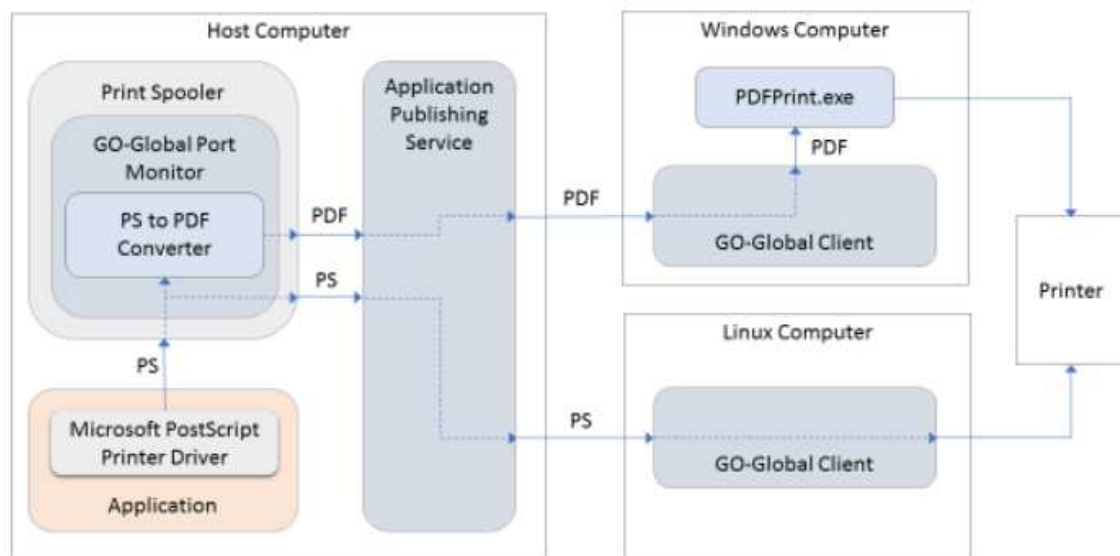 Host Computer
Print Spooler
GO-Global Port
Monitor
PS to PDF
Converter
PDF
PS
PS
Microsoft PostScript
Printer Driver
Application
Application
Publishing
Service
PDF
PS
Windows Computer
PDFPrint.exe
PDF
GO-Global Client
Linux Computer
GO-Global Client
Printer